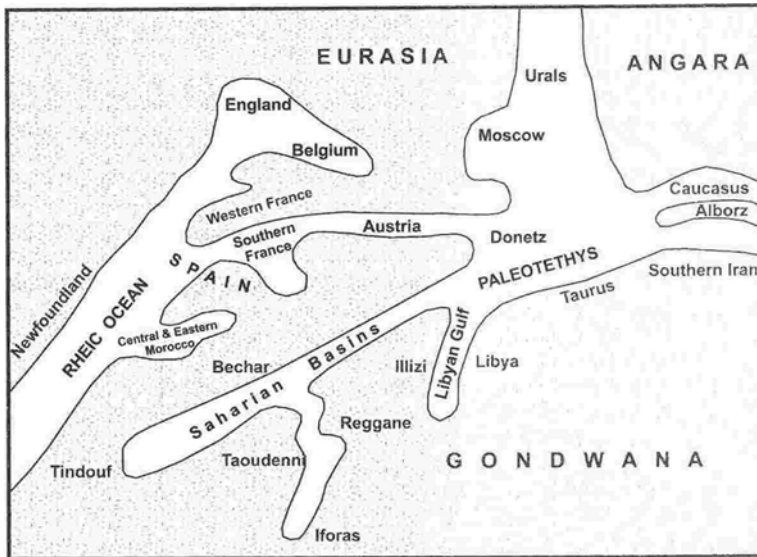 EURASIA
ANGARA
Urals
England
Moscow
Belgium
Caucasus
Western France
Alborz
Southern
France
Austria
Donetz
SPAIN
PALEOTETHYS
Southern Iran
Taurus
Newfoundland
RHEIC OCEAN
Central & Eastern
Morocco
Bechar
Saharian Basins
Illizi
Libyan Gulf
Libya
Reggane
Tindouf
Taoudenni
GONDWANA
Iforas